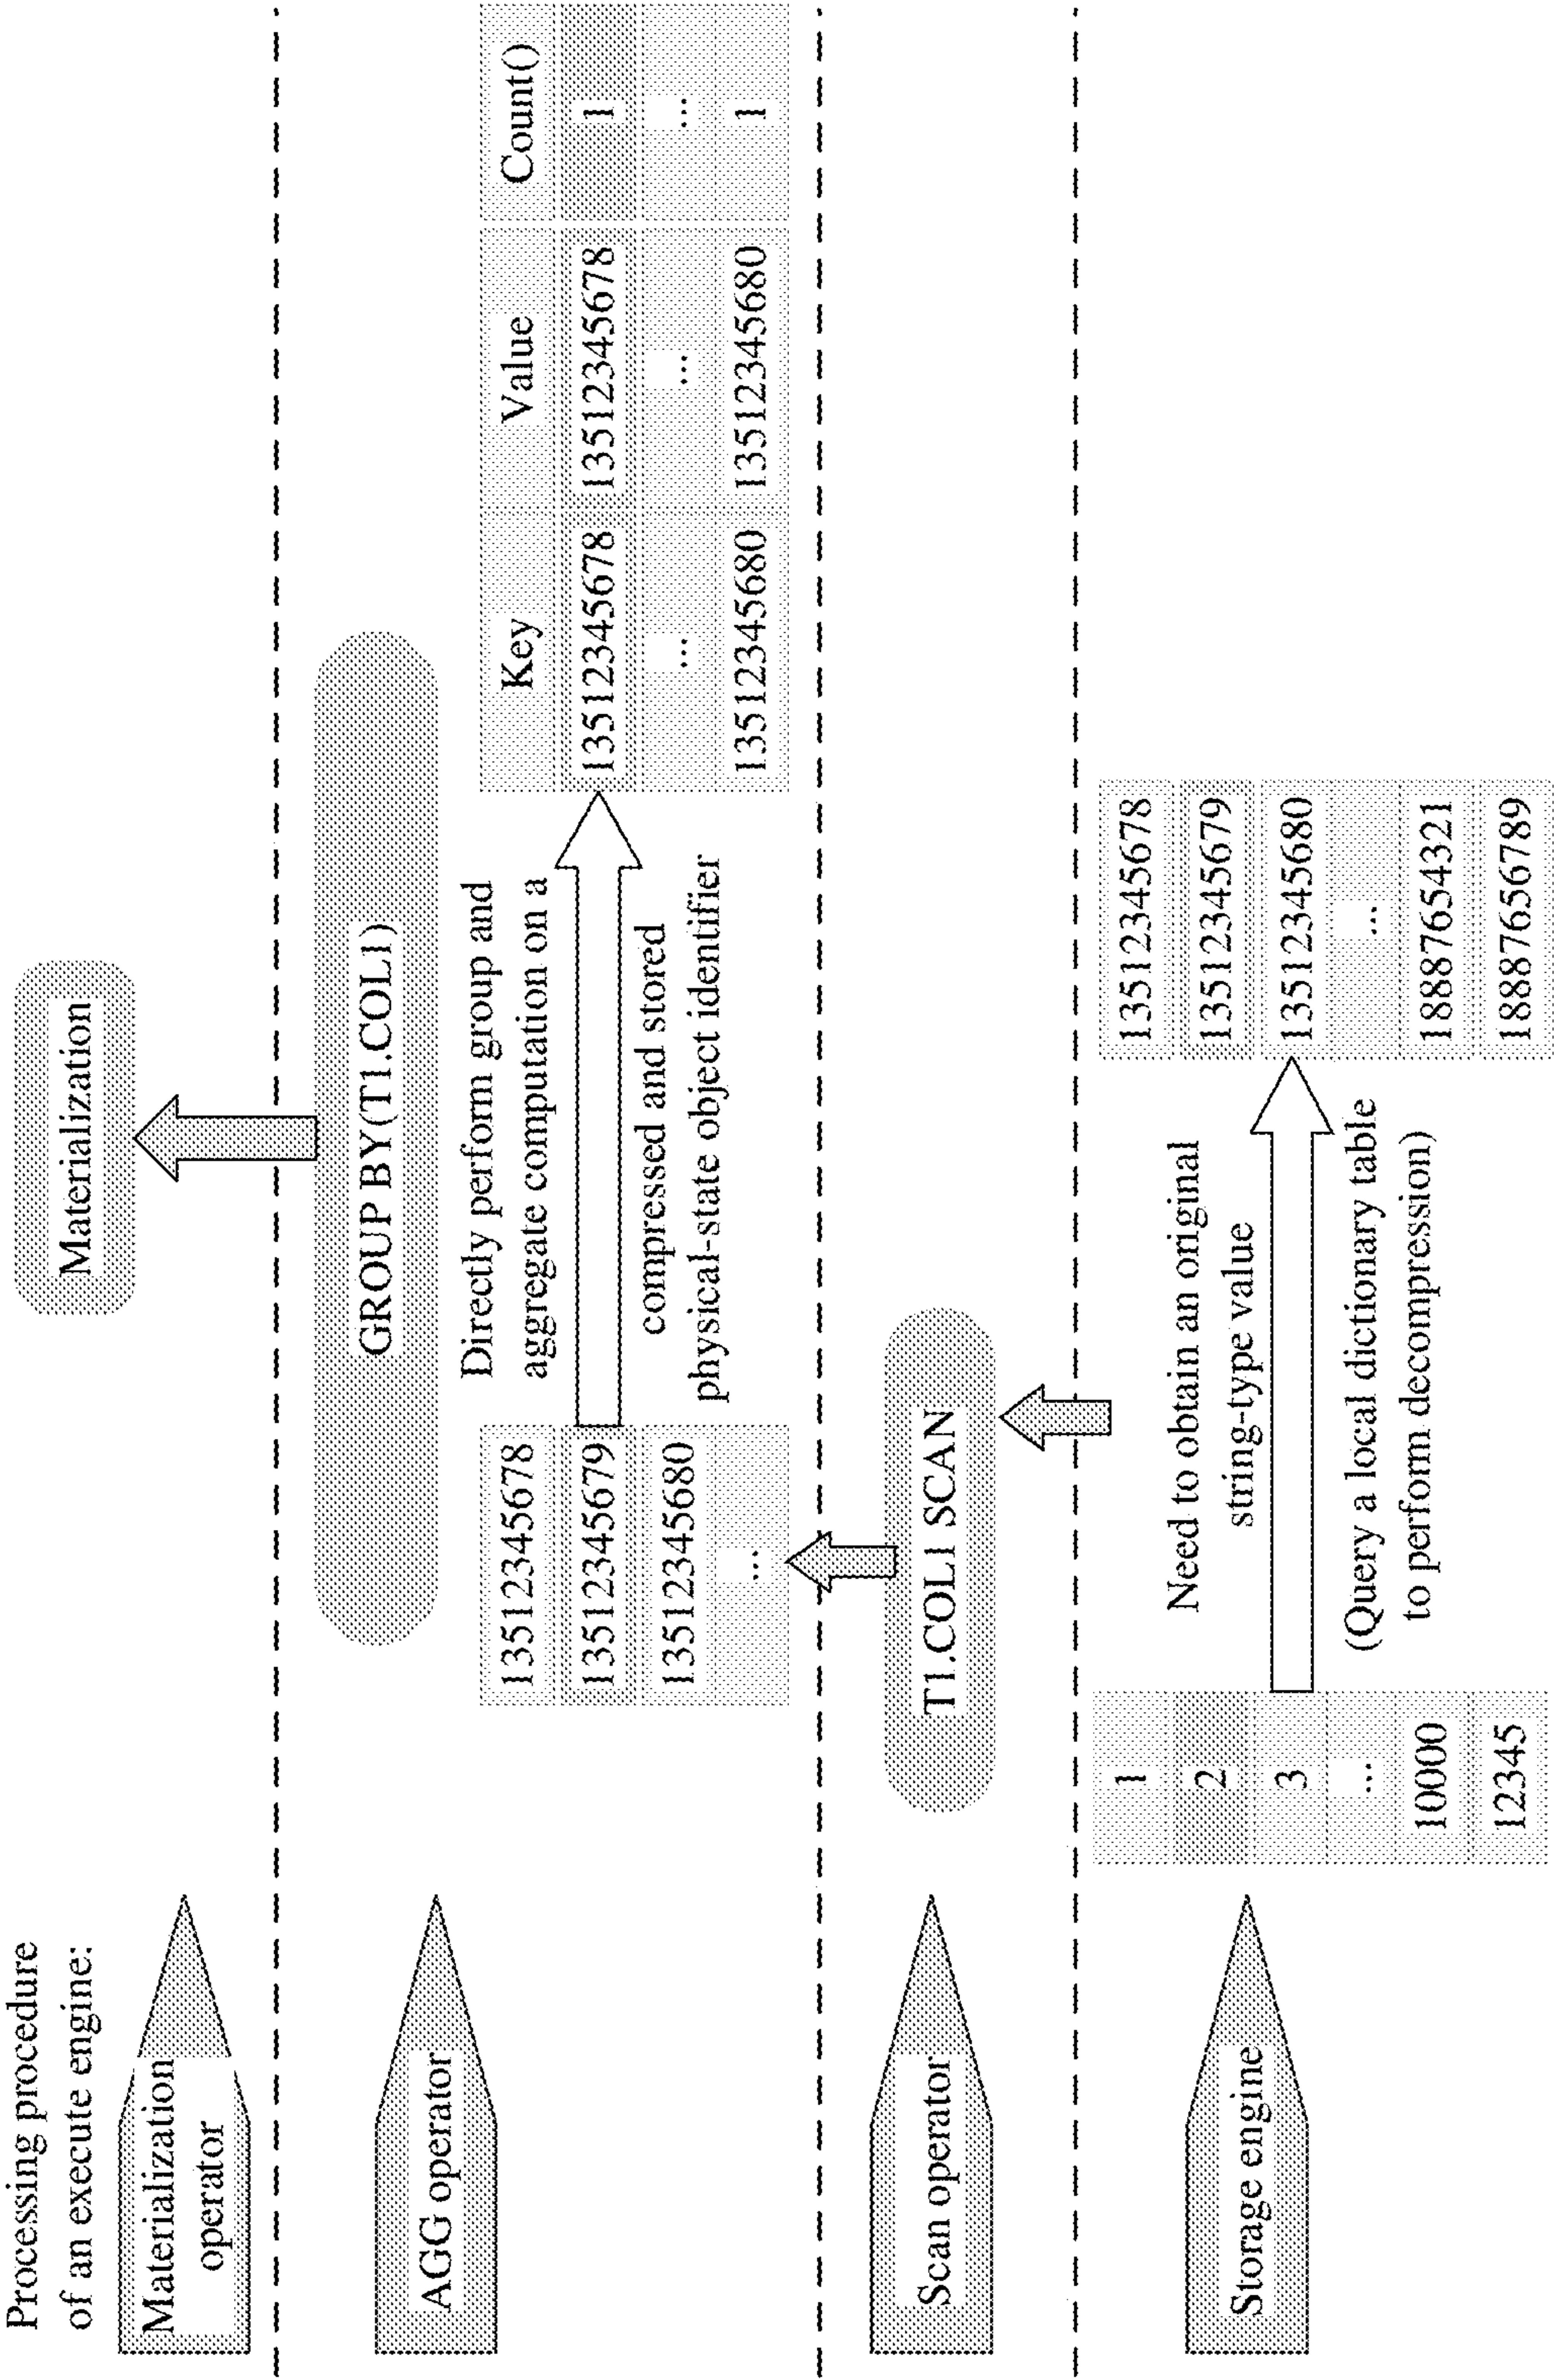 Processing procedure
of an execute engine:
Materialization
operator
Materialization
AGG operator
GROUP BY(T1.COL1)
13512345678
13512345679
13512345680
...
Directly perform group and
aggregate computation on a
compressed and stored
physical-state object identifier
Key Value Count()
13512345678 13512345678 1
... ... ...
13512345680 13512345680 1
Scan operator
T1.COL1 SCAN
Storage engine
1
2
3
...
10000
12345
Need to obtain an original
string-type value
(Query a local dictionary table
to perform decompression)
13512345678
13512345679
13512345680
...
18887654321
18887656789